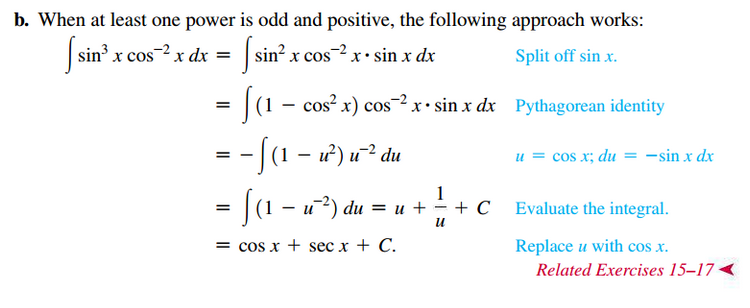 b. When at least one power is odd and positive, the following approach works:
∫ sin³ x cos⁻² x dx = ∫ sin² x cos⁻² x · sin x dx Split off sin x.
= ∫ (1 − cos² x) cos⁻² x · sin x dx Pythagorean identity
= −∫ (1 − u²) u⁻² du u = cos x; du = −sin x dx
= ∫ (1 − u⁻²) du = u + 1/u + C Evaluate the integral.
= cos x + sec x + C. Replace u with cos x.
Related Exercises 15–17 ◄